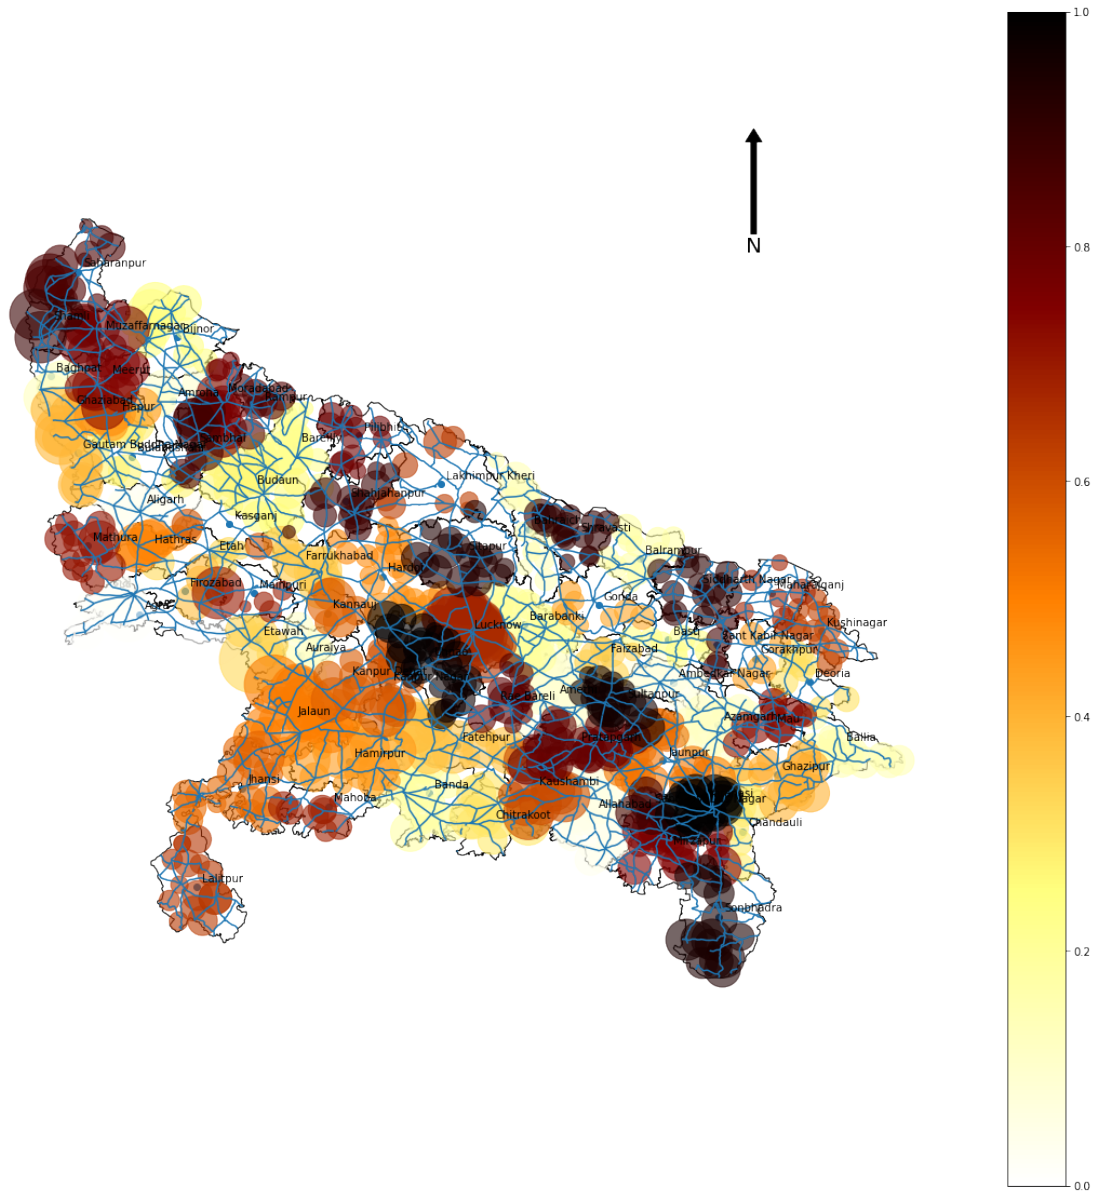 1.0
N
0.8
Saharanpur
Shamli
Muzaffarnagar
Bijnor
Baghpat
Meerut
Amroha
Moradabad
Rampur
Ghaziabad
Hapur
Gautam Buddha Nagar
Bulandshahr
Sambhal
Bareilly
Pilibhit
Budaun
Lakhimpur Kheri
Shahjahanpur
0.6
Aligarh
Kasganj
Bahraich
Shravasti
Mathura
Hathras
Etah
Farrukhabad
Sitapur
Balrampur
Hardoi
Firozabad
Mainpuri
Siddharth Nagar
Maharajganj
Agra
Kannauj
Gonda
Barabanki
Lucknow
Kushinagar
Etawah
Basti
Sant Kabir Nagar
Auraiya
Faizabad
Gorakhpur
Kanpur Dehat
Kanpur Nagar
Ambedkar Nagar
Deoria
Rae Bareli
Sultanpur
Jalaun
Azamgarh
Mau
0.4
Fatehpur
Pratapgarh
Ballia
Hamirpur
Jaunpur
Ghazipur
Jhansi
Kaushambi
Banda
Mahoba
Allahabad
Chitrakoot
Chandauli
Mirzapur
Lalitpur
Sonbhadra
0.2
0.0